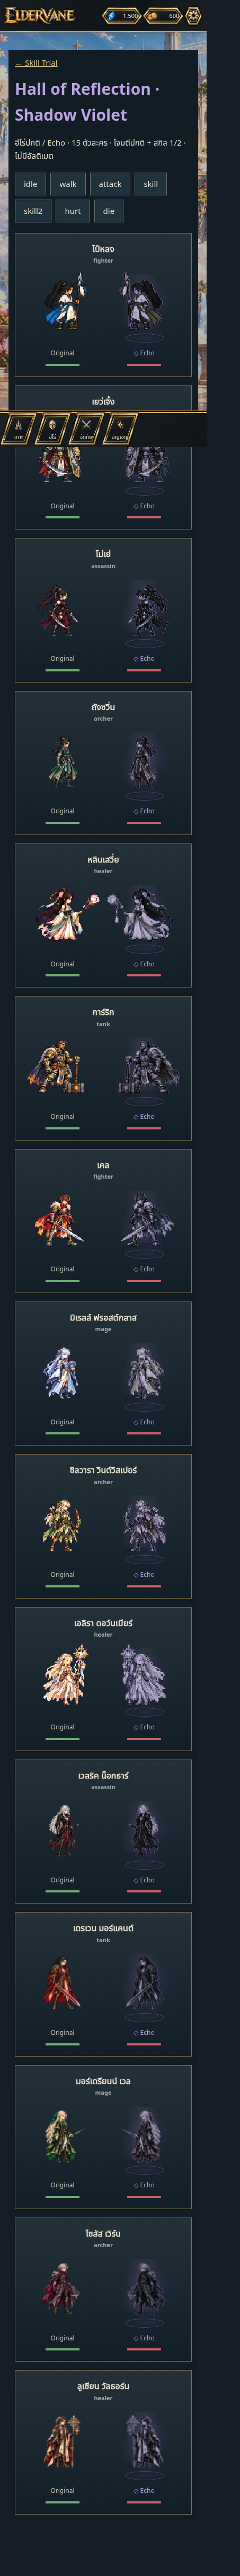 ELDERVANE
1,500
600
← Skill Trial
Hall of Reflection ·
Shadow Violet
ฮีโร่ปกติ / Echo · 15 ตัวละคร · โจมตีปกติ + สกิล 1/2 ·
ไม่มีอัลติเมต
idle
walk
attack
skill
skill2
hurt
die
ไป๋หลง
fighter
Original
◇ Echo
เยว่เจิ้ง
Original
◇ Echo
โม่เย่
assassin
Original
◇ Echo
ถังซวิ่น
archer
Original
◇ Echo
หลินเสวี่ย
healer
Original
◇ Echo
การ์ริก
tank
Original
◇ Echo
เคล
fighter
Original
◇ Echo
มิเรลล์ ฟรอสต์กลาส
mage
Original
◇ Echo
ซิลวารา วินด์วิสเปอร์
archer
Original
◇ Echo
เอลิรา ดอว์นเมียร์
healer
Original
◇ Echo
เวลริค น็อกธาร์
assassin
Original
◇ Echo
เดรเวน มอร์แคนต์
tank
Original
◇ Echo
มอร์เดรียนน์ เวล
mage
Original
◇ Echo
ไซลัส เวิร์น
archer
Original
◇ Echo
ลูเซียน วัลธอร์น
healer
Original
◇ Echo